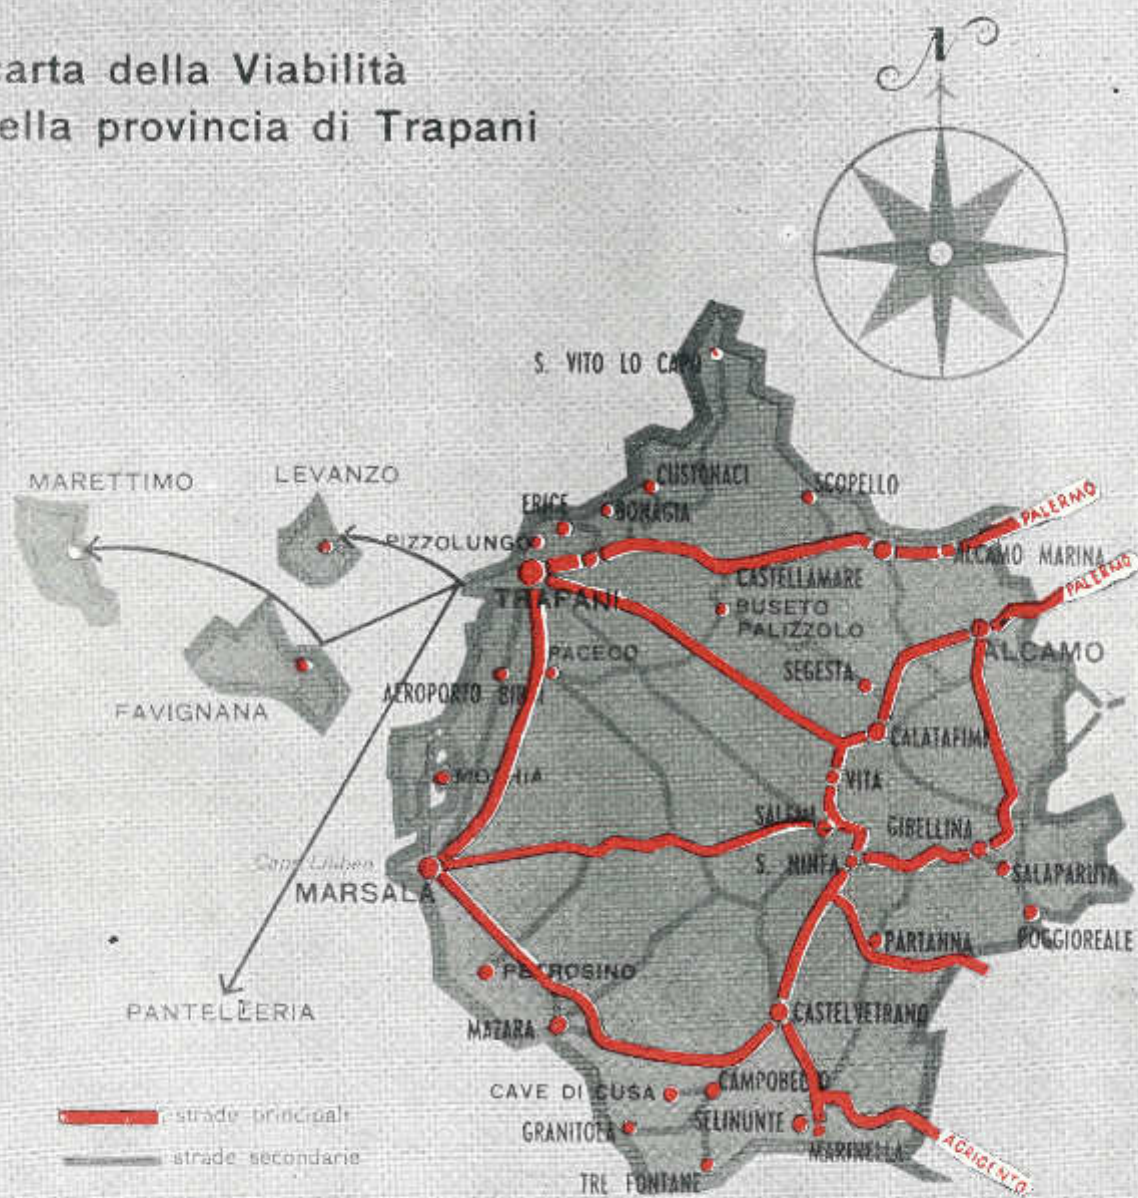 arta della Viabilità
ella provincia di Trapani
N
S. VITO LO CAPO
MARETTIMO
LEVANZO
CUSTONACI
SCOPELLO
ERICE
BONAGIA
PALERMO
PIZZOLUNGO
ALCAMO MARINA
CASTELLAMARE
PALERMO
TRAPANI
BUSETO
PALIZZOLO
ALCAMO
PACECO
SEGESTA
AEROPORTO
FAVIGNANA
CALATAFIMI
MOTHIA
VITA
SALEMI
GIBELLINA
Capo Lilibeo
S. NINFA
SALAPARUTA
MARSALA
PARTANNA
POGGIOREALE
PETROSINO
PANTELLERIA
CASTELVETRANO
MAZARA
CAVE DI CUSA
CAMPOBELLO
strade principali
GRANITOLA
SELINUNTE
MARINELLA
AGRIGENTO
strade secondarie
TRE FONTANE